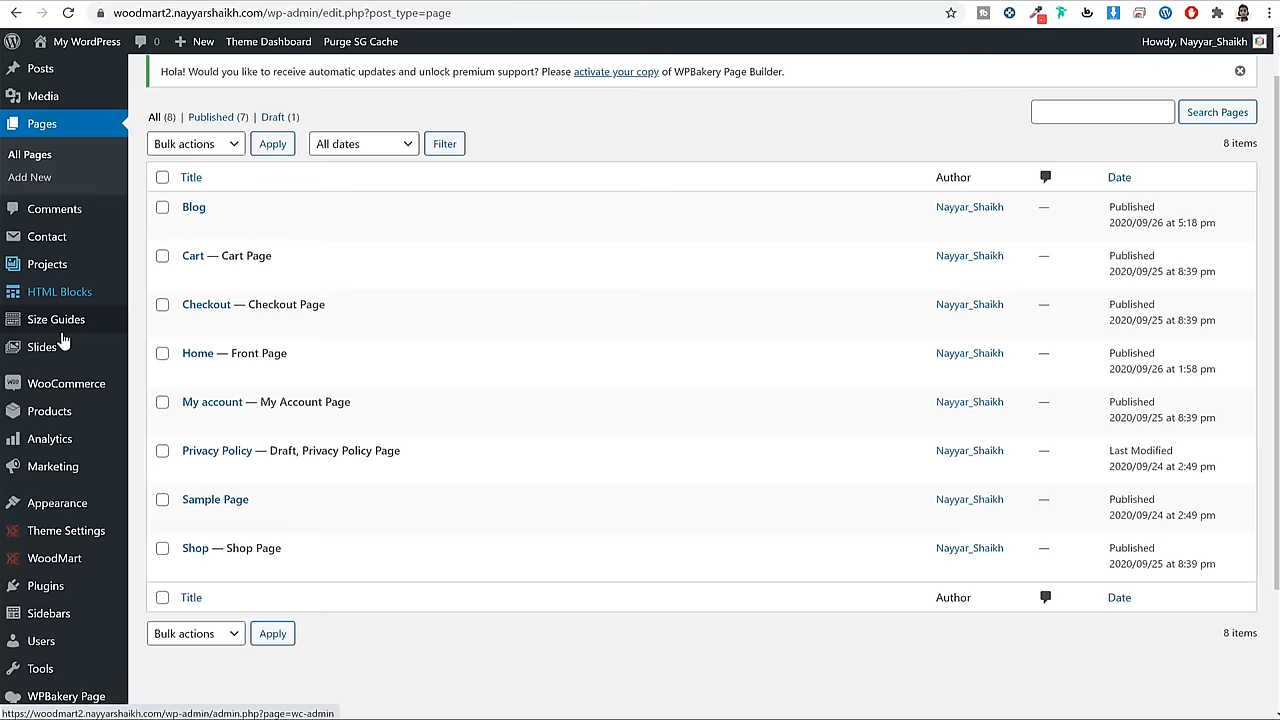 woodmart2.nayyarshaikh.com/wp-admin/edit.php?post_type=page
My WordPress 0 New Theme Dashboard Purge SG Cache Howdy, Nayyar_Shaikh
Posts
Media
Pages
All Pages
Add New
Comments
Contact
Projects
HTML Blocks
Size Guides
Slides
WooCommerce
Products
Analytics
Marketing
Appearance
Theme Settings
WoodMart
Plugins
Sidebars
Users
Tools
WPBakery Page
Hola! Would you like to receive automatic updates and unlock premium support? Please activate your copy of WPBakery Page Builder.
All (8) | Published (7) | Draft (1) Search Pages
Bulk actions Apply All dates Filter 8 items
Title Author Date
Blog Nayyar_Shaikh — Published
2020/09/26 at 5:18 pm
Cart — Cart Page Nayyar_Shaikh — Published
2020/09/25 at 8:39 pm
Checkout — Checkout Page Nayyar_Shaikh — Published
2020/09/25 at 8:39 pm
Home — Front Page Nayyar_Shaikh — Published
2020/09/26 at 1:58 pm
My account — My Account Page Nayyar_Shaikh — Published
2020/09/25 at 8:39 pm
Privacy Policy — Draft, Privacy Policy Page Nayyar_Shaikh — Last Modified
2020/09/24 at 2:49 pm
Sample Page Nayyar_Shaikh — Published
2020/09/24 at 2:49 pm
Shop — Shop Page Nayyar_Shaikh — Published
2020/09/25 at 8:39 pm
Title Author Date
Bulk actions Apply 8 items
https://woodmart2.nayyarshaikh.com/wp-admin/admin.php?page=wc-admin